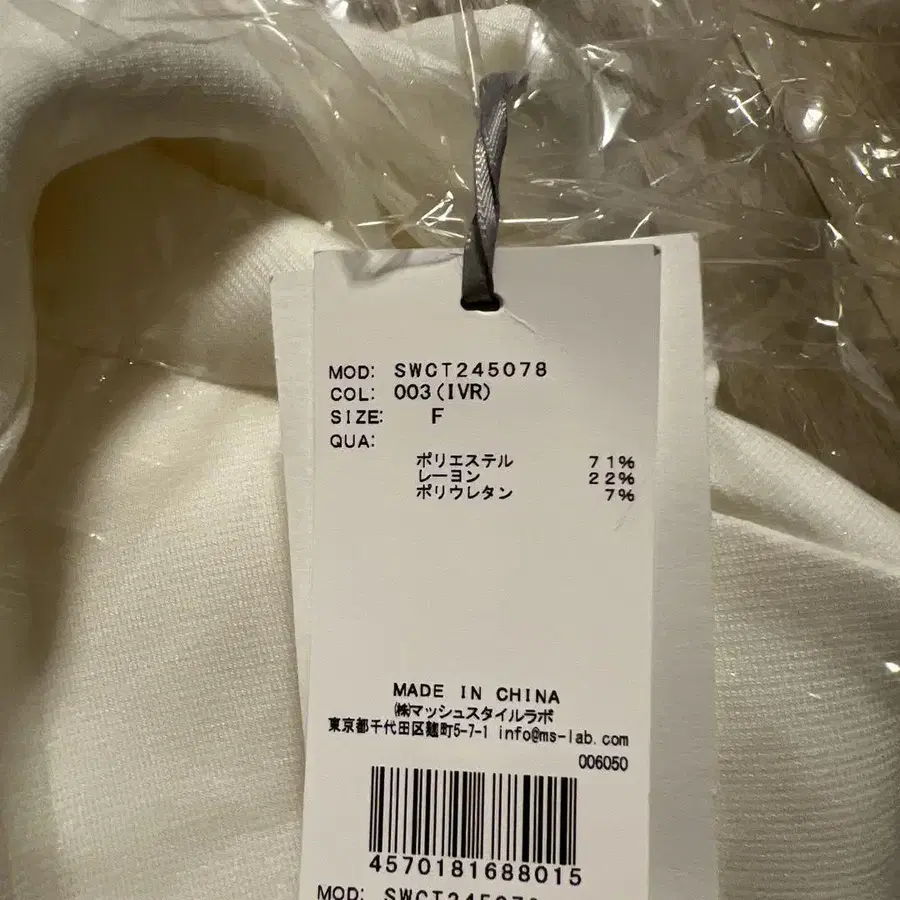 MOD: SWCT245078
COL: 003(IVR)
SIZE: F
QUA:
ポリエステル 71%
レーヨン 22%
ポリウレタン 7%
MADE IN CHINA
㈱マッシュスタイルラボ
東京都千代田区麹町5-7-1 info@ms-lab.com
006050
4570181688015
MOD: SWCT245078